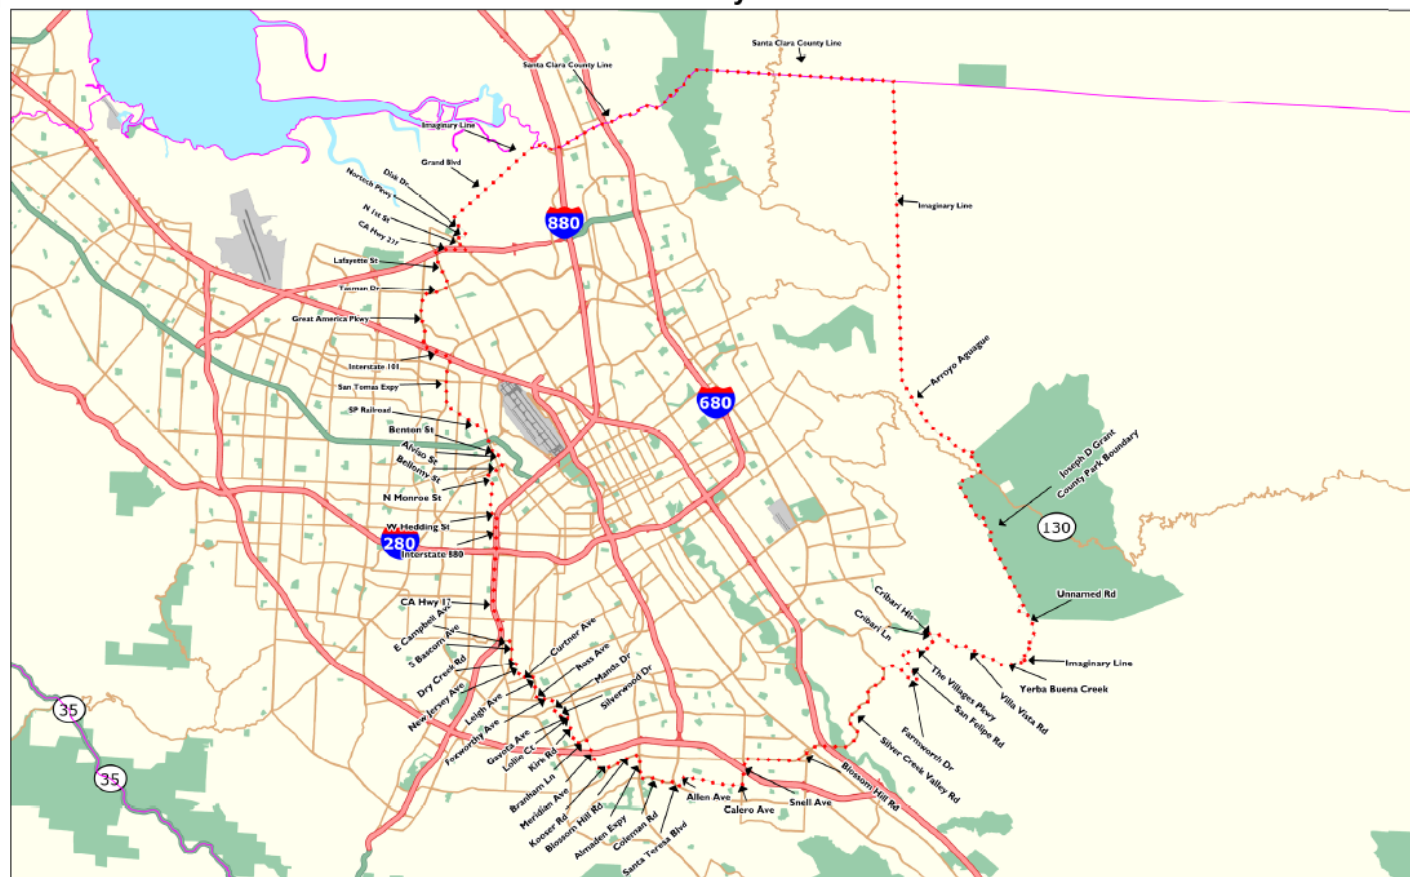 Santa Clara County Line
Santa Clara County Line
Imaginary Line
Grand Blvd
Disk Dr
Nortech Pkwy
N 1st St
CA Hwy 237
880
Imaginary Line
Lafayette St
Tasman Dr
Great America Pkwy
Interstate 101
San Tomas Expy
Arroyo Aguague
680
SP Railroad
Benton St
Alviso St
Bellomy St
N Monroe St
Joseph D Grant
County Park Boundary
W Hedding St
130
280
Interstate 880
CA Hwy 17
E Campbell Ave
S Bascom Ave
Dry Creek Rd
New Jersey Ave
Leigh Ave
Foxworthy Ave
Curtner Ave
Ross Ave
Manda Dr
Silverwood Dr
Cribari Hls
Cribari Ln
Unnamed Rd
Imaginary Line
Yerba Buena Creek
Villa Vista Rd
The Villages Pkwy
San Felipe Rd
Farnsworth Dr
Silver Creek Valley Rd
35
35
Gayota Ave
Lollie Ct
Kirk Rd
Branham Ln
Meridian Ave
Kooser Rd
Blossom Hill Rd
Almaden Expy
Coleman Rd
Santa Teresa Blvd
Allen Ave
Calero Ave
Snell Ave
Blossom Hill Rd